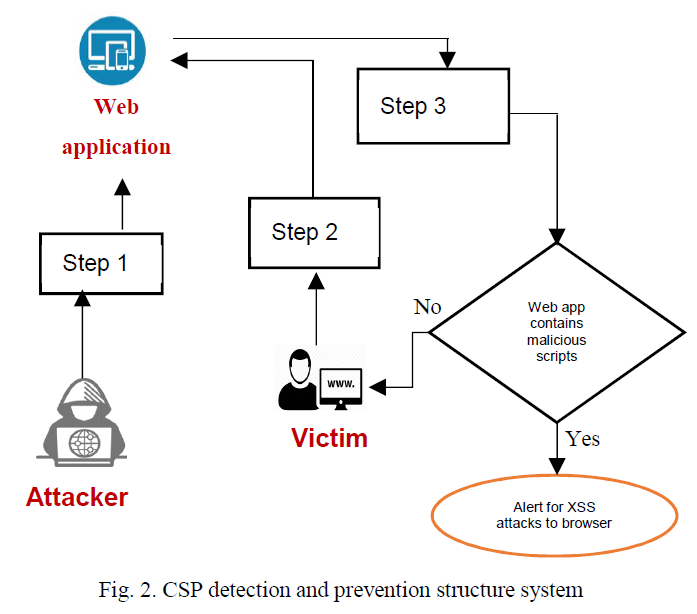 Web
application
Step 1
Step 2
Step 3
No
Web app
contains
malicious
scripts
www.
Victim
Yes
Attacker
Alert for XSS
attacks to browser
Fig. 2. CSP detection and prevention structure system